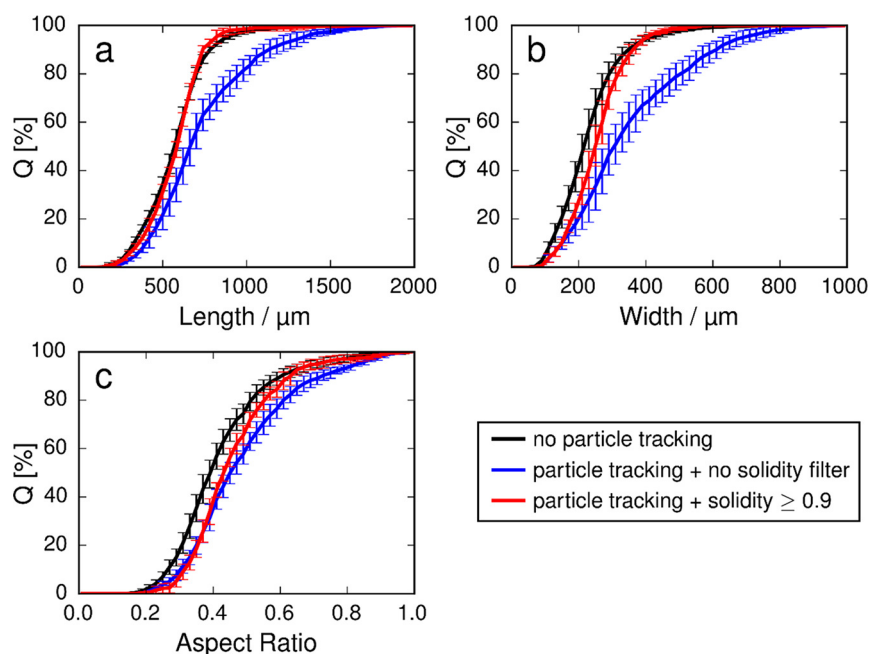 a
Q [%]
100
80
60
40
20
0
0
500
1000
1500
2000
Length / µm
b
Q [%]
100
80
60
40
20
0
0
200
400
600
800
1000
Width / µm
c
Q [%]
100
80
60
40
20
0
0.0
0.2
0.4
0.6
0.8
1.0
Aspect Ratio
no particle tracking
particle tracking + no solidity filter
particle tracking + solidity ≥ 0.9